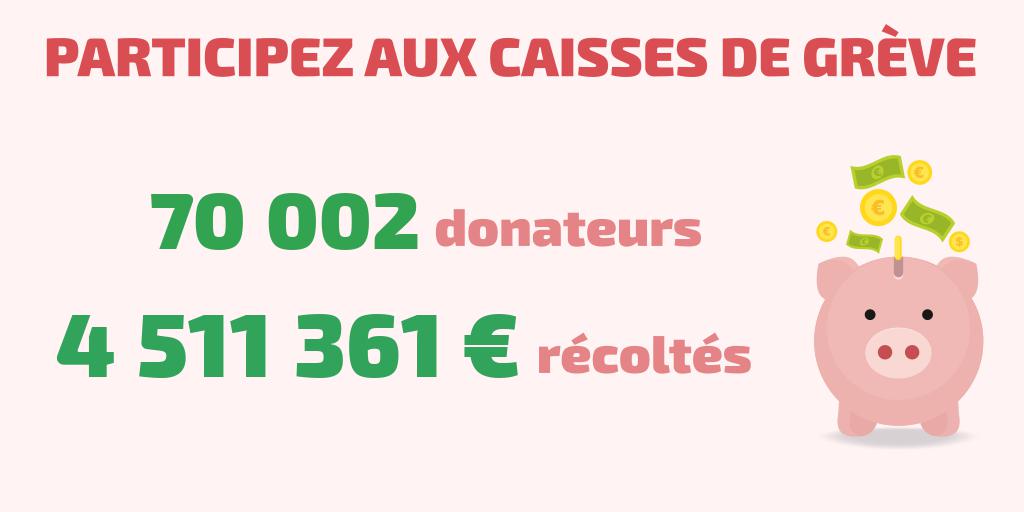 PARTICIPEZ AUX CAISSES DE GRÈVE
70 002 donateurs
4 511 361 € récoltés